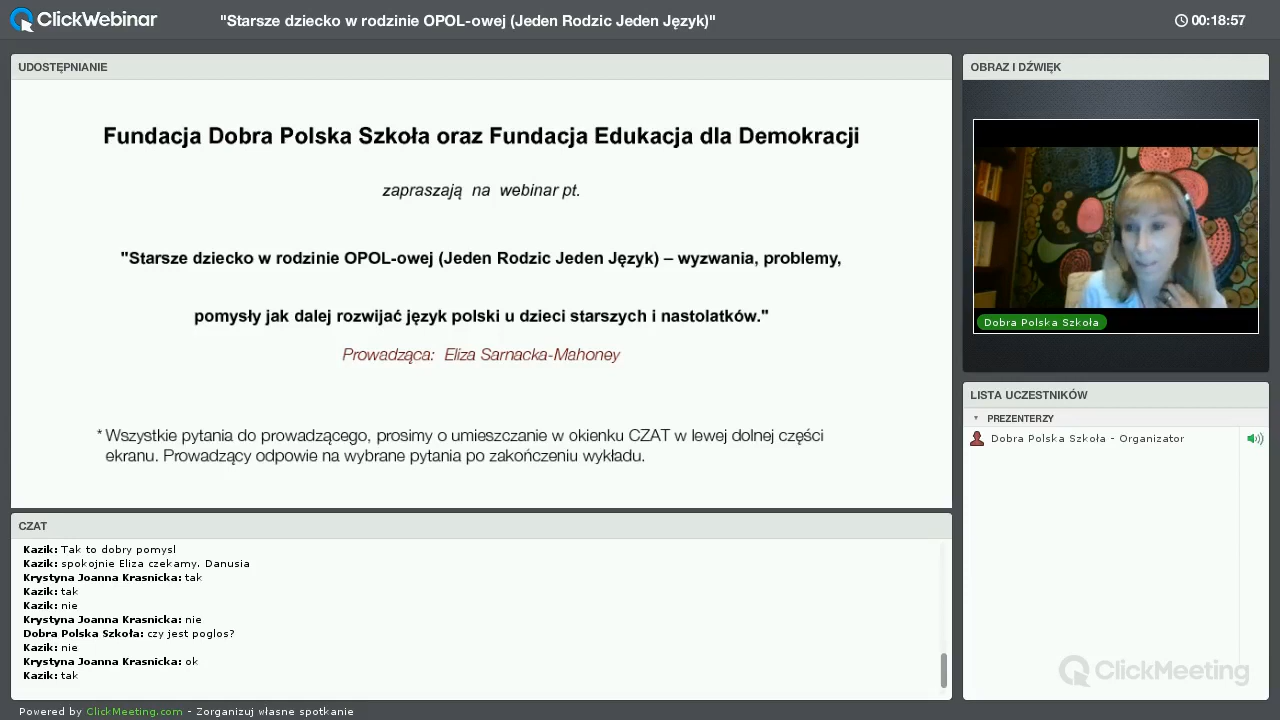 ClickWebinar
"Starsze dziecko w rodzinie OPOL-owej (Jeden Rodzic Jeden Język)"
00:18:57
UDOSTĘPNIANIE
Fundacja Dobra Polska Szkoła oraz Fundacja Edukacja dla Demokracji
zapraszają na webinar pt.
"Starsze dziecko w rodzinie OPOL-owej (Jeden Rodzic Jeden Język) – wyzwania, problemy,
pomysły jak dalej rozwijać język polski u dzieci starszych i nastolatków."
Prowadząca: Eliza Sarnacka-Mahoney
* Wszystkie pytania do prowadzącego, prosimy o umieszczanie w okienku CZAT w lewej dolnej części
ekranu. Prowadzący odpowie na wybrane pytania po zakończeniu wykładu.
CZAT
Kazik: Tak to dobry pomysl
Kazik: spokojnie Eliza czekamy. Danusia
Krystyna Joanna Krasnicka: tak
Kazik: tak
Kazik: nie
Krystyna Joanna Krasnicka: nie
Dobra Polska Szkoła: czy jest poglos?
Kazik: nie
Krystyna Joanna Krasnicka: ok
Kazik: tak
OBRAZ I DŹWIĘK
Dobra Polska Szkoła
LISTA UCZESTNIKÓW
PREZENTERZY
Dobra Polska Szkoła - Organizator
ClickMeeting
Powered by ClickMeeting.com - Zorganizuj własne spotkanie